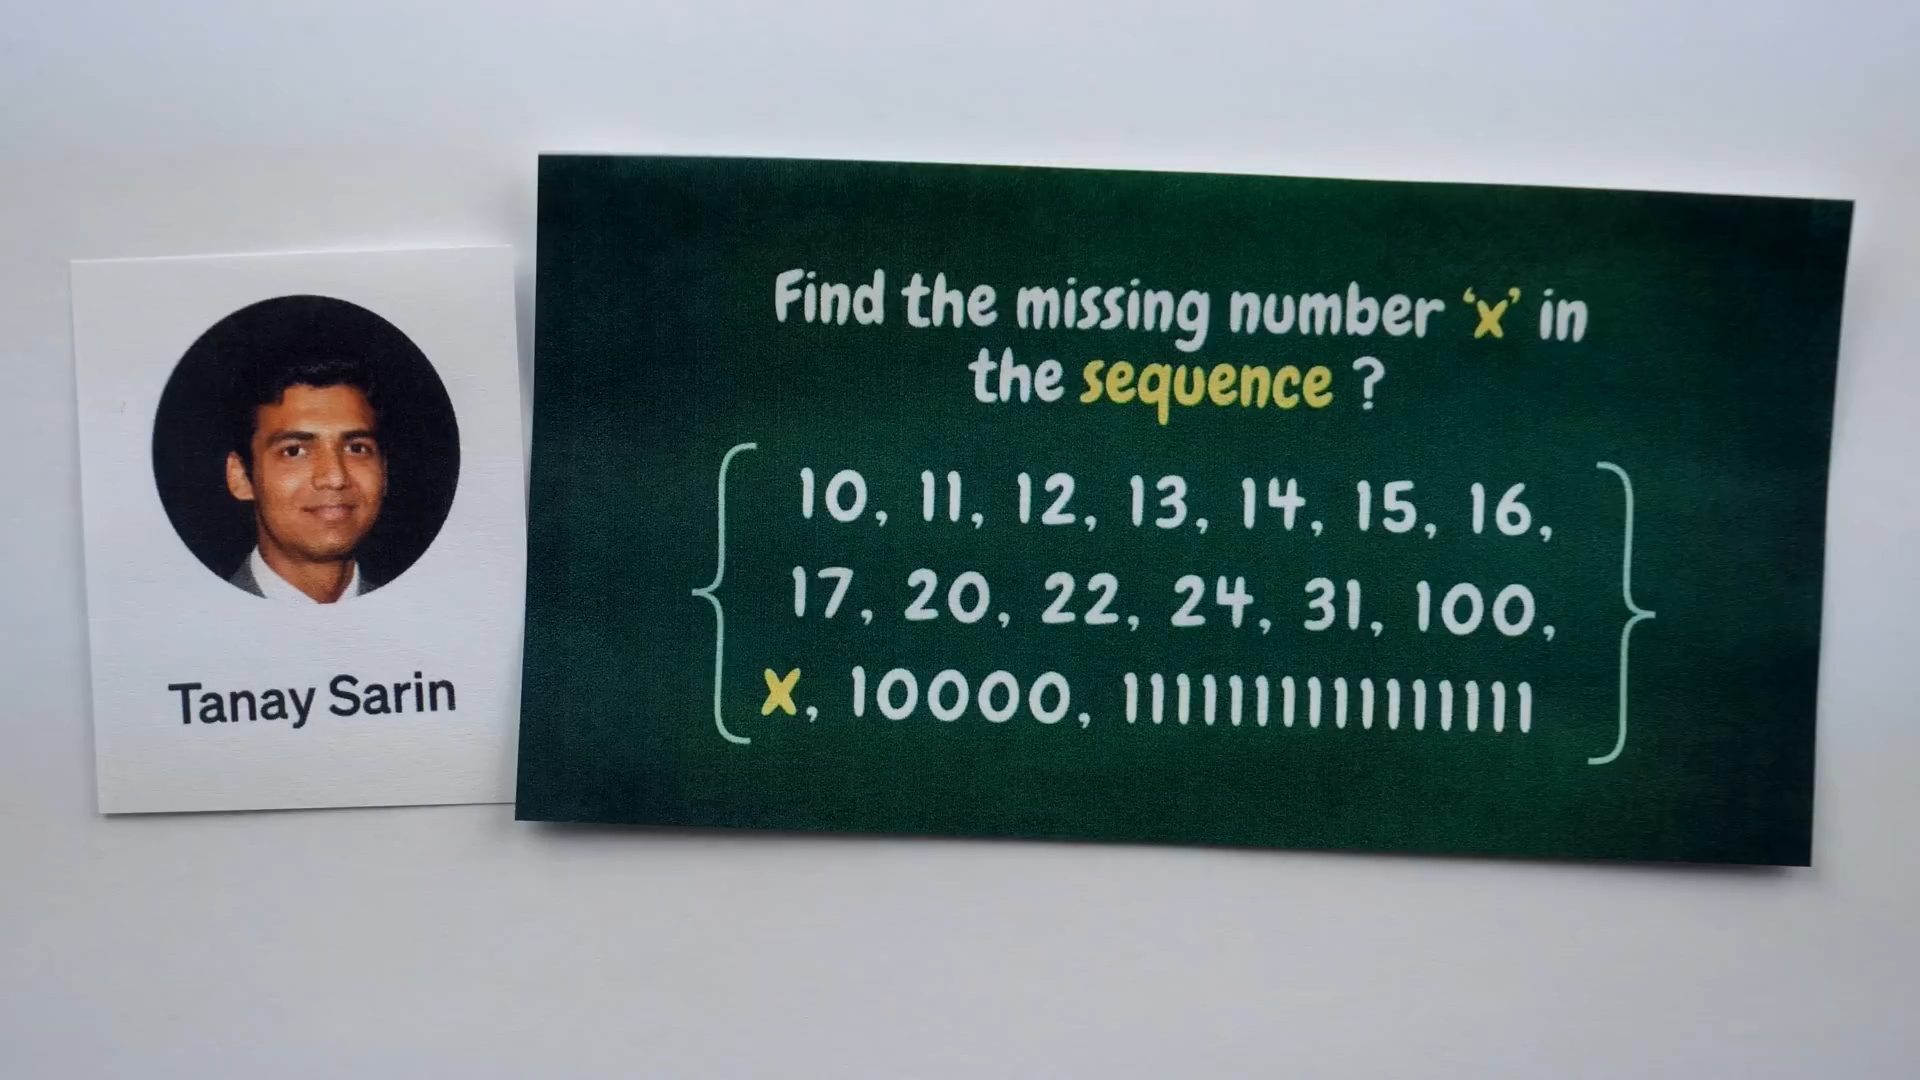 Tanay Sarin
Find the missing number ‘x’ in
the sequence ?
10, 11, 12, 13, 14, 15, 16,
17, 20, 22, 24, 31, 100,
x, 10000, 1111111111111111